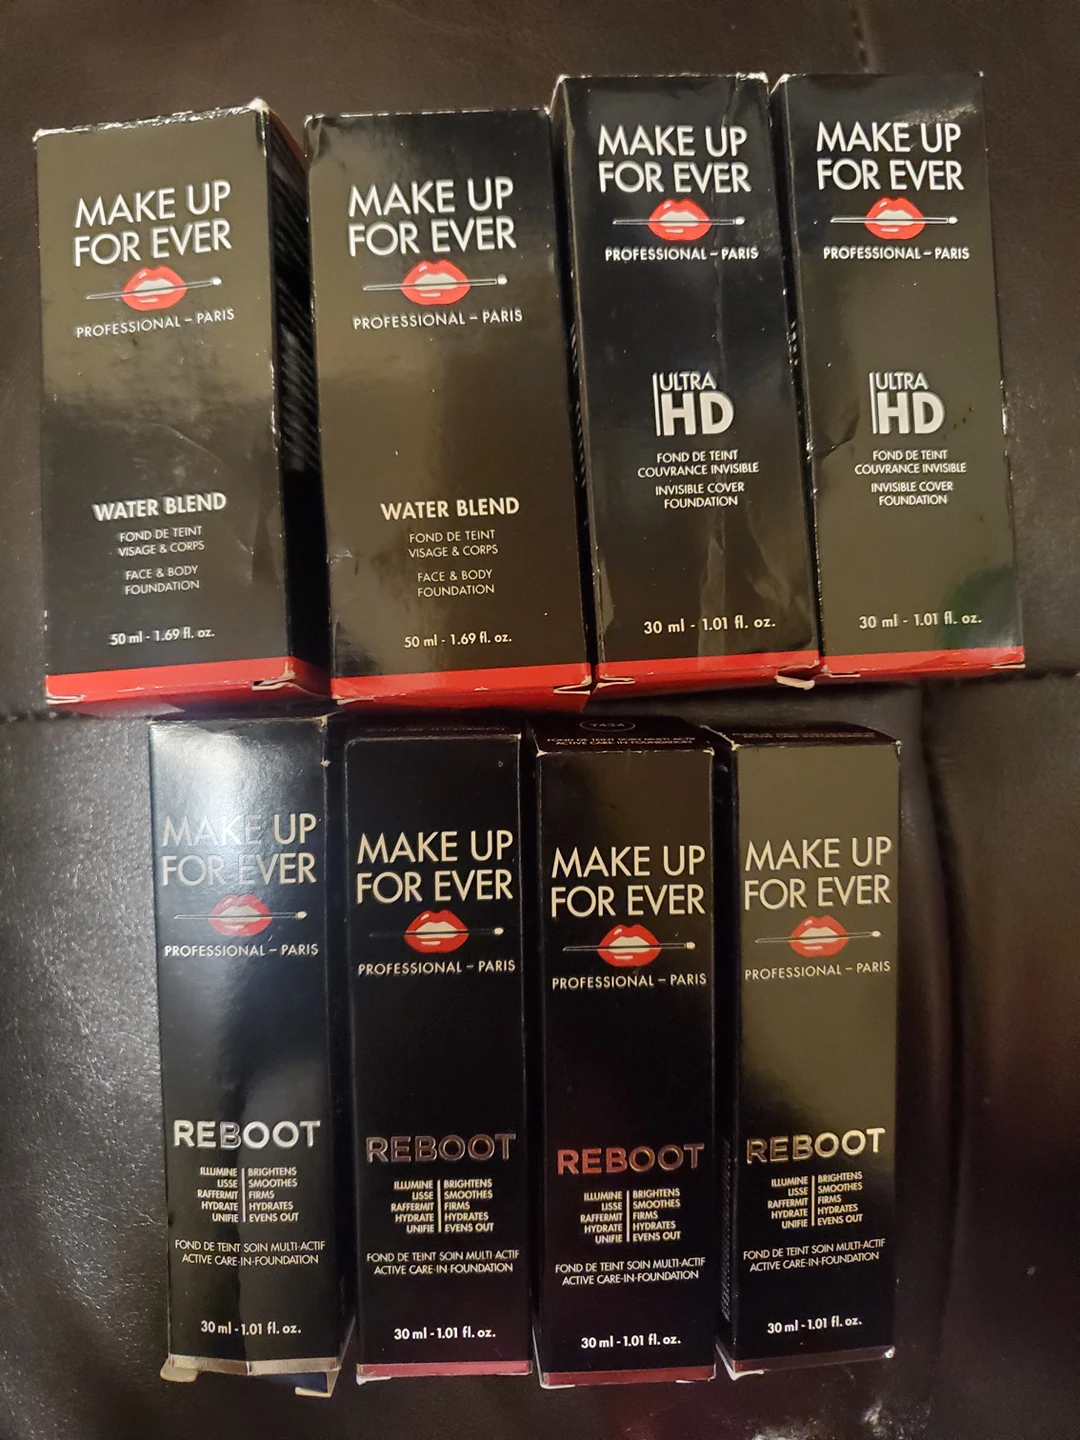 MAKE UP
FOR EVER
PROFESSIONAL – PARIS
WATER BLEND
FOND DE TEINT
VISAGE & CORPS
FACE & BODY
FOUNDATION
50 ml - 1.69 fl. oz.
MAKE UP
FOR EVER
PROFESSIONAL – PARIS
WATER BLEND
FOND DE TEINT
VISAGE & CORPS
FACE & BODY
FOUNDATION
50 ml - 1.69 fl. oz.
MAKE UP
FOR EVER
PROFESSIONAL – PARIS
ULTRA
HD
FOND DE TEINT
COUVRANCE INVISIBLE
INVISIBLE COVER
FOUNDATION
30 ml - 1.01 fl. oz.
MAKE UP
FOR EVER
PROFESSIONAL – PARIS
ULTRA
HD
FOND DE TEINT
COUVRANCE INVISIBLE
INVISIBLE COVER
FOUNDATION
30 ml - 1.01 fl. oz.
MAKE UP
FOR EVER
PROFESSIONAL – PARIS
REBOOT
ILLUMINE | BRIGHTENS
LISSE | SMOOTHES
RAFFERMIT | FIRMS
HYDRATE | HYDRATES
UNIFIE | EVENS OUT
FOND DE TEINT SOIN MULTI-ACTIF
ACTIVE CARE-IN-FOUNDATION
30 ml - 1.01 fl. oz.
MAKE UP
FOR EVER
PROFESSIONAL – PARIS
REBOOT
ILLUMINE | BRIGHTENS
LISSE | SMOOTHES
RAFFERMIT | FIRMS
HYDRATE | HYDRATES
UNIFIE | EVENS OUT
FOND DE TEINT SOIN MULTI-ACTIF
ACTIVE CARE-IN-FOUNDATION
30 ml - 1.01 fl. oz.
FOND DE TEINT SOIN MULTI-ACTIF
ACTIVE CARE-IN-FOUNDATION
MAKE UP
FOR EVER
PROFESSIONAL – PARIS
REBOOT
ILLUMINE | BRIGHTENS
LISSE | SMOOTHES
RAFFERMIT | FIRMS
HYDRATE | HYDRATES
UNIFIE | EVENS OUT
FOND DE TEINT SOIN MULTI-ACTIF
ACTIVE CARE-IN-FOUNDATION
30 ml - 1.01 fl. oz.
MAKE UP
FOR EVER
PROFESSIONAL – PARIS
REBOOT
ILLUMINE | BRIGHTENS
LISSE | SMOOTHES
RAFFERMIT | FIRMS
HYDRATE | HYDRATES
UNIFIE | EVENS OUT
FOND DE TEINT SOIN MULTI-ACTIF
ACTIVE CARE-IN-FOUNDATION
30 ml - 1.01 fl. oz.